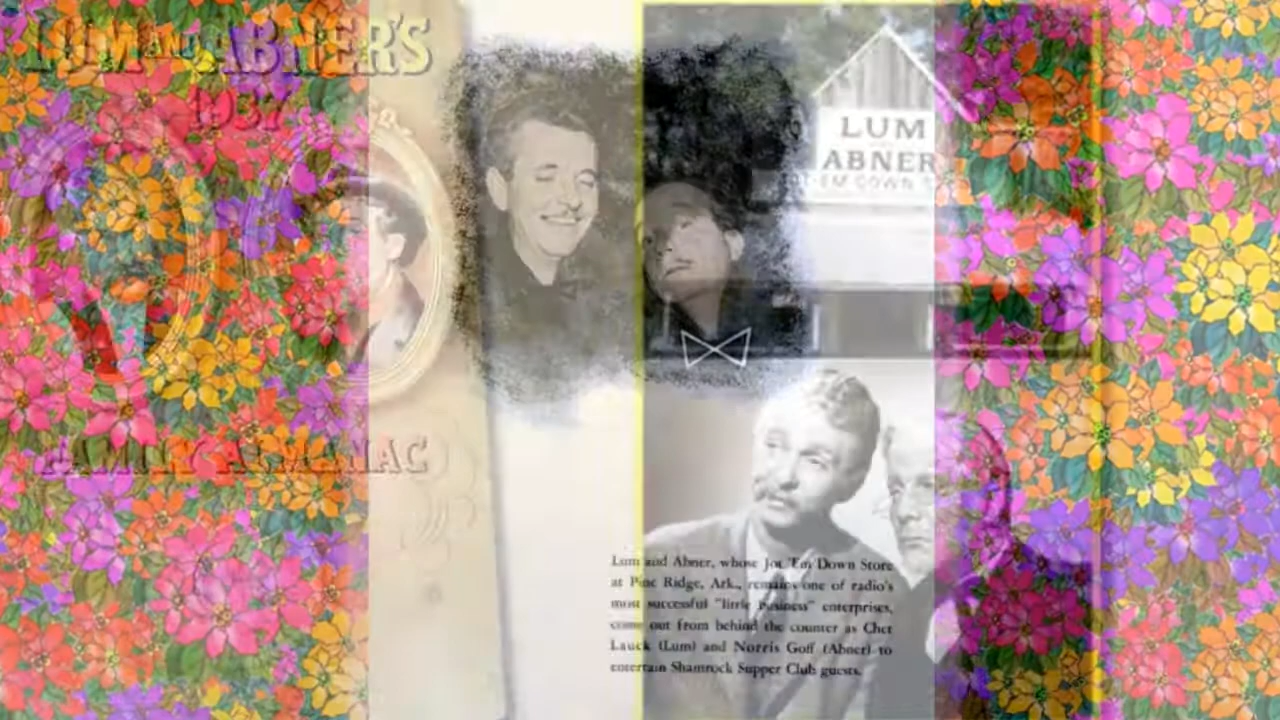 LUM AND ABNER'S
1937
FAMILY ALMANAC
LUM
ABNER
'EM DOWN
Lum and Abner, whose Jot 'Em Down Store
at Pine Ridge, Ark., remains one of radio's
most successful "little business" enterprises,
come out from behind the counter as Chet
Lauck (Lum) and Norris Goff (Abner) to
entertain Shamrock Supper Club guests.